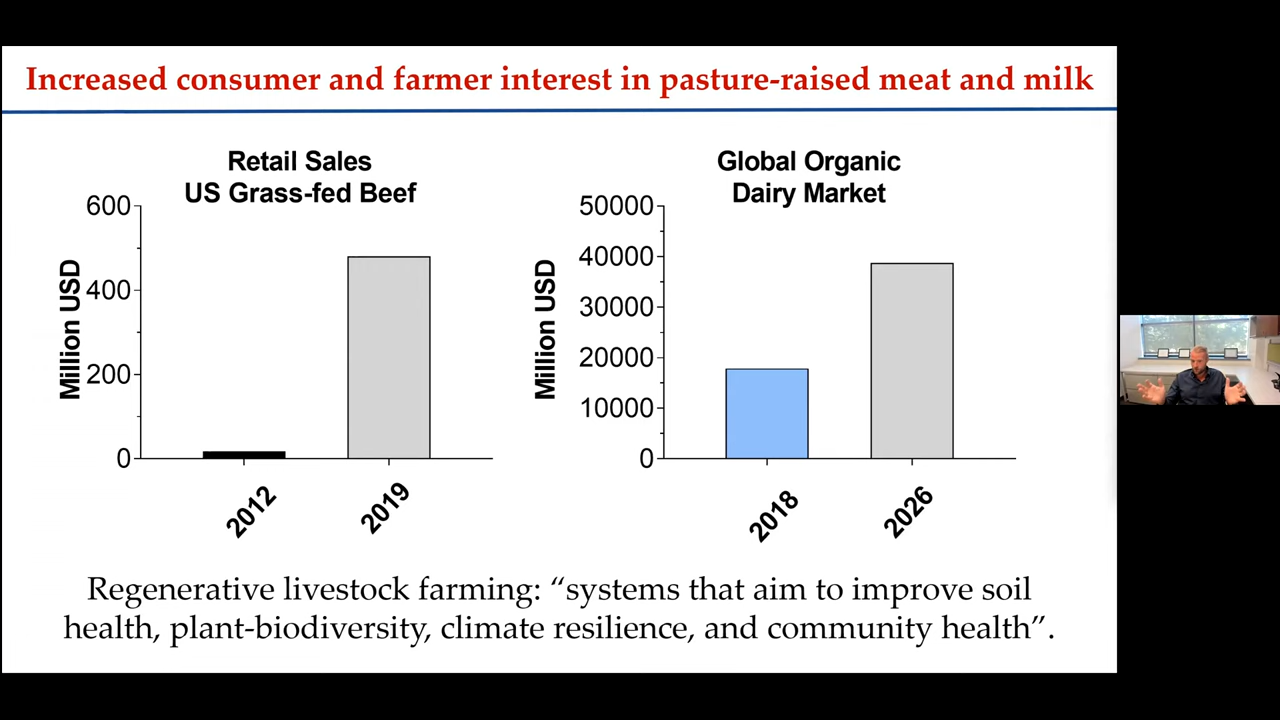 Increased consumer and farmer interest in pasture-raised meat and milk
Retail Sales
US Grass-fed Beef
600
400
200
0
Million USD
2012
2019
Global Organic
Dairy Market
50000
40000
30000
20000
10000
0
Million USD
2018
2026
Regenerative livestock farming: “systems that aim to improve soil
health, plant-biodiversity, climate resilience, and community health”.